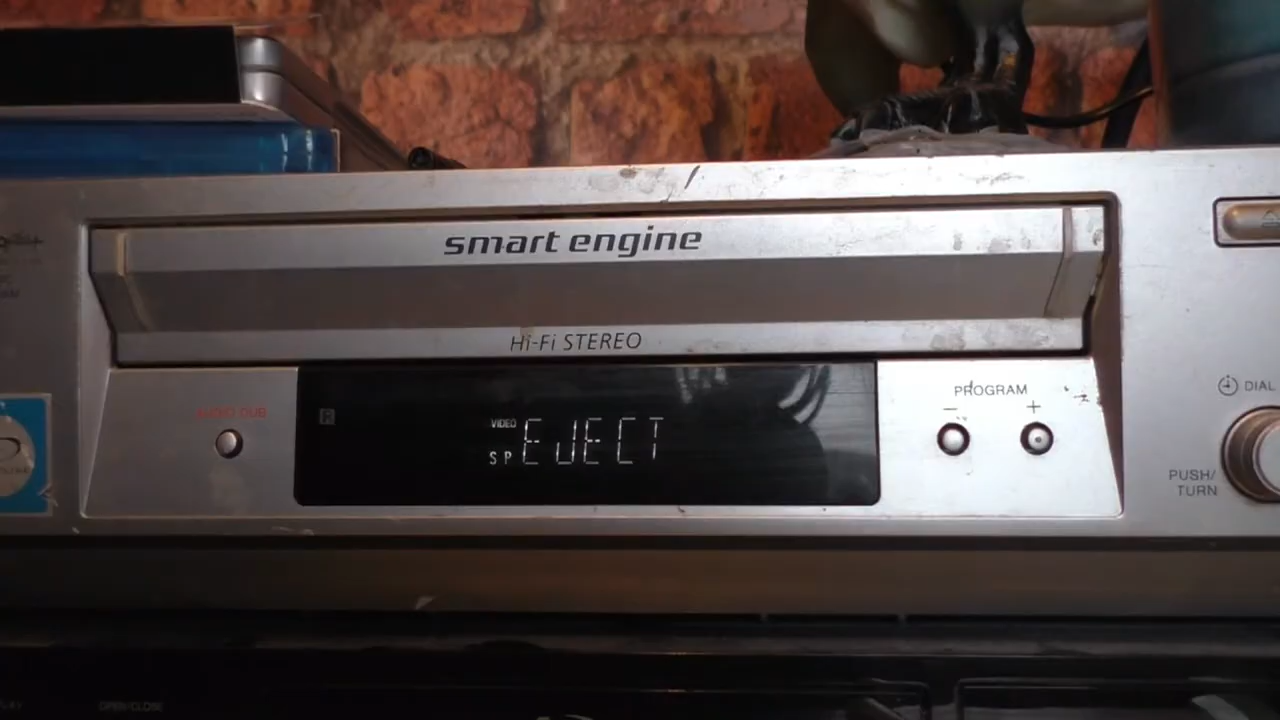 smart engine
Hi-Fi STEREO
AUDIO DUB
VIDEO
SP EJECT
PROGRAM
− +
DIAL
PUSH/
TURN
OPEN/CLOSE